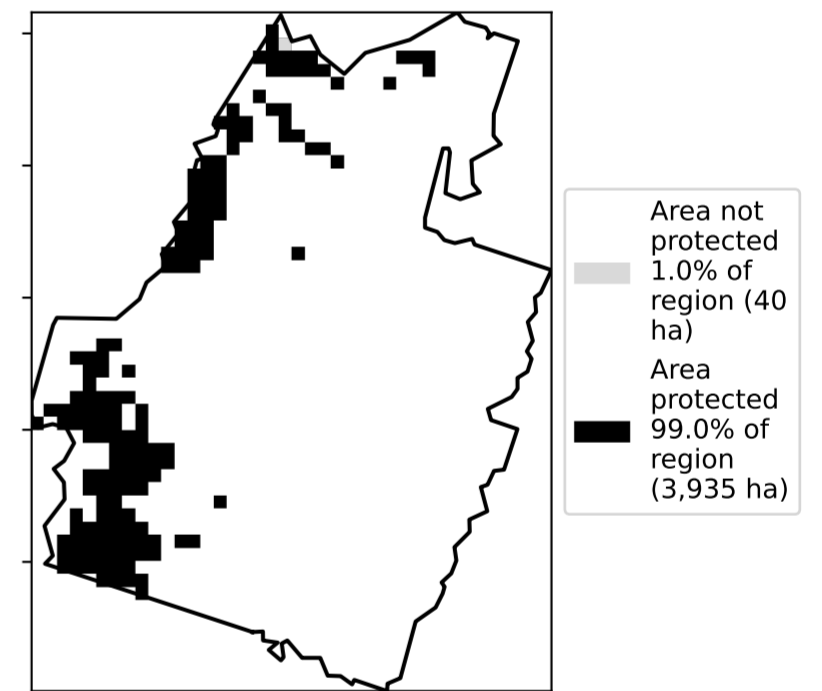 Area not
protected
1.0% of
region (40
ha)
Area
protected
99.0% of
region
(3,935 ha)